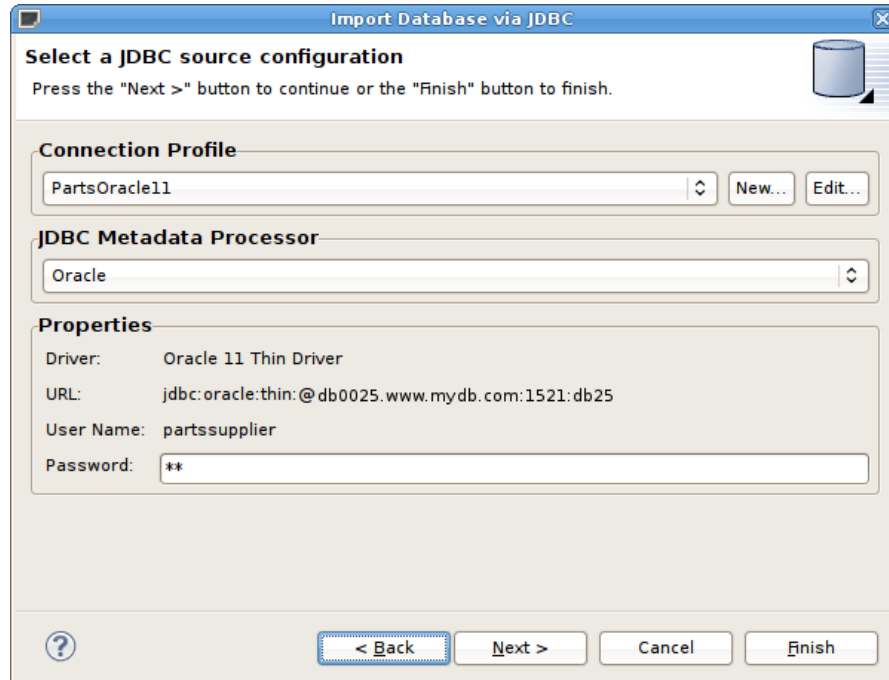 Import Database via JDBC
Select a JDBC source configuration
Press the "Next >" button to continue or the "Finish" button to finish.
Connection Profile
PartsOracle11 New... Edit...
JDBC Metadata Processor
Oracle
Properties
Driver: Oracle 11 Thin Driver
URL: jdbc:oracle:thin:@db0025.www.mydb.com:1521:db25
User Name: partssupplier
Password: **
? < Back Next > Cancel Finish